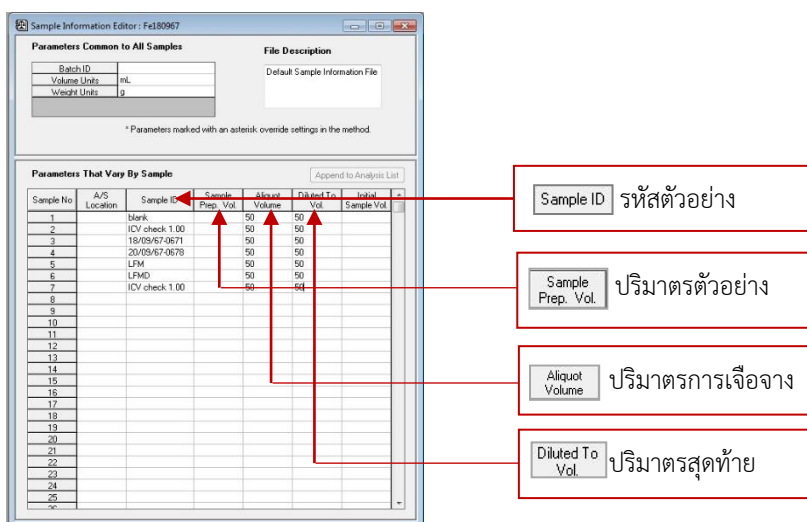 Sample Information Editor : Fe180967
Parameters Common to All Samples
File Description
Batch ID
Volume Units mL
Weight Units g
Default Sample Information File
* Parameters marked with an asterisk override settings in the method.
Parameters That Vary By Sample
Append to Analysis List
Sample No A/S Location Sample ID Sample Prep. Vol. Aliquot Volume Diluted To Vol. Initial Sample Vol.
1 blank 50 50
2 ICV check 1.00 50 50
3 18/09/67-0671 50 50
4 20/09/67-0678 50 50
5 LFM 50 50
6 LFMD 50 50
7 ICV check 1.00 50 50
8
9
10
11
12
13
14
15
16
17
18
19
20
21
22
23
24
25
Sample ID รหัสตัวอย่าง
Sample Prep. Vol. ปริมาตรตัวอย่าง
Aliquot Volume ปริมาตรการเจือจาง
Diluted To Vol. ปริมาตรสุดท้าย